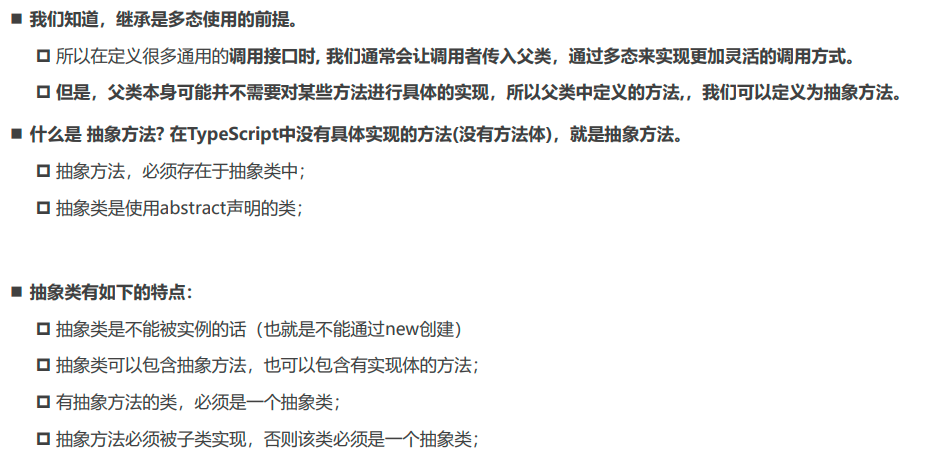 我们知道，继承是多态使用的前提。
所以在定义很多通用的调用接口时, 我们通常会让调用者传入父类，通过多态来实现更加灵活的调用方式。
但是，父类本身可能并不需要对某些方法进行具体的实现，所以父类中定义的方法,，我们可以定义为抽象方法。
什么是 抽象方法? 在TypeScript中没有具体实现的方法(没有方法体)，就是抽象方法。
抽象方法，必须存在于抽象类中；
抽象类是使用abstract声明的类；
抽象类有如下的特点：
抽象类是不能被实例的话（也就是不能通过new创建）
抽象类可以包含抽象方法，也可以包含有实现体的方法；
有抽象方法的类，必须是一个抽象类；
抽象方法必须被子类实现，否则该类必须是一个抽象类；